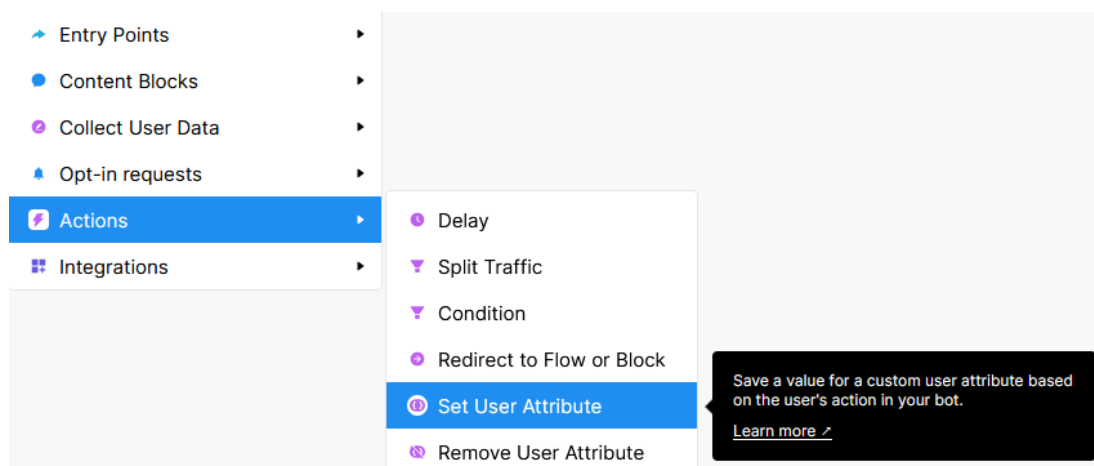 Entry Points
Content Blocks
Collect User Data
Opt-in requests
Actions
Integrations
Delay
Split Traffic
Condition
Redirect to Flow or Block
Set User Attribute
Remove User Attribute
Save a value for a custom user attribute based
on the user's action in your bot.
Learn more ↗